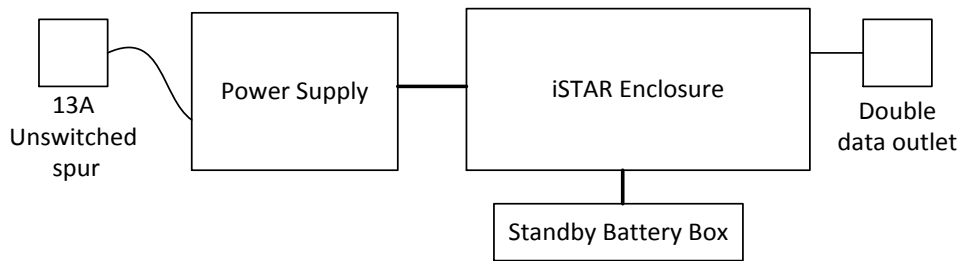 13A
Unswitched
spur
Power Supply
iSTAR Enclosure
Double
data outlet
Standby Battery Box